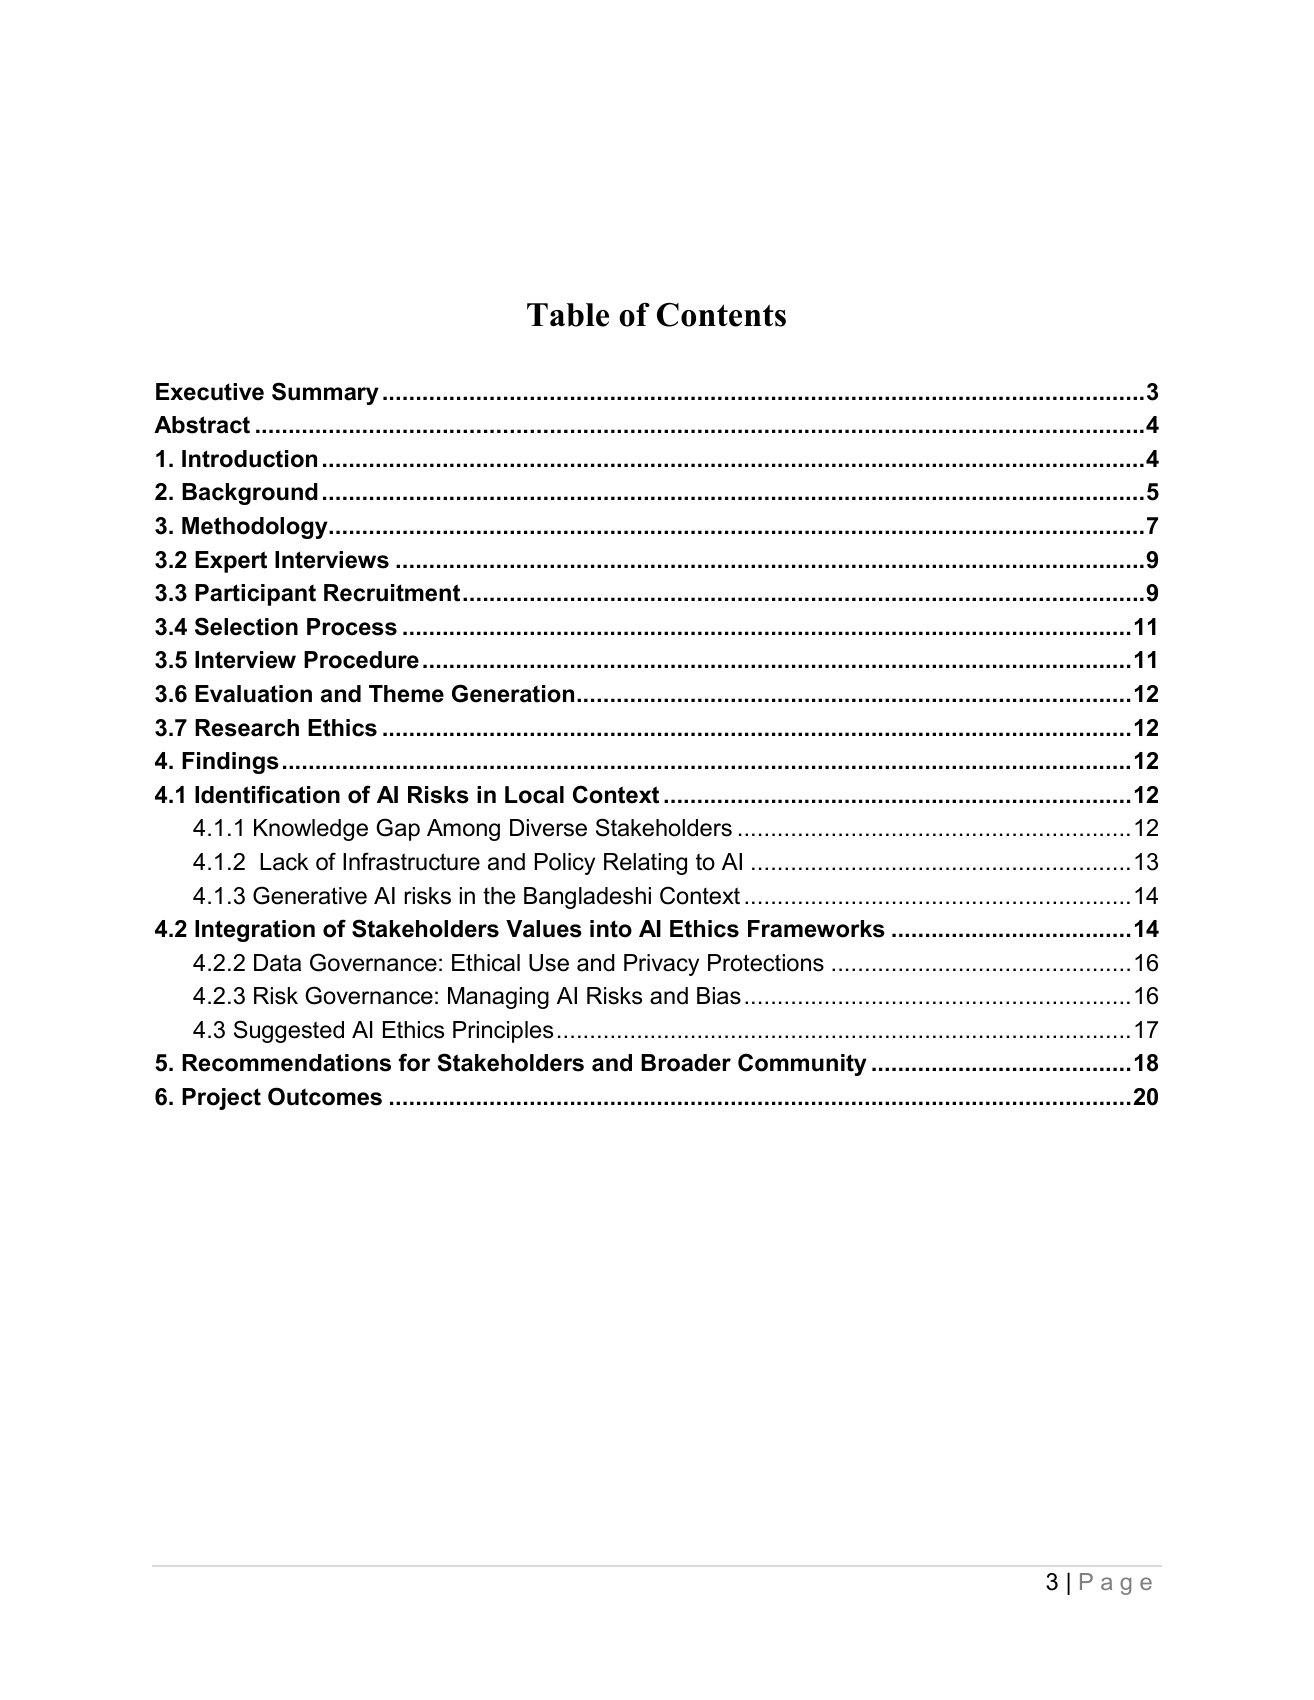 Table of Contents
Executive Summary ........................................................................................................................ 3
Abstract ........................................................................................................................ 4
1. Introduction ........................................................................................................................ 4
2. Background ........................................................................................................................ 5
3. Methodology ........................................................................................................................ 7
3.2 Expert Interviews ........................................................................................................................ 9
3.3 Participant Recruitment ........................................................................................................................ 9
3.4 Selection Process ........................................................................................................................ 11
3.5 Interview Procedure ........................................................................................................................ 11
3.6 Evaluation and Theme Generation ........................................................................................................................ 12
3.7 Research Ethics ........................................................................................................................ 12
4. Findings ........................................................................................................................ 12
4.1 Identification of AI Risks in Local Context ...................................................................... 12
4.1.1 Knowledge Gap Among Diverse Stakeholders ........................................................... 12
4.1.2  Lack of Infrastructure and Policy Relating to AI ......................................................... 13
4.1.3 Generative AI risks in the Bangladeshi Context .......................................................... 14
4.2 Integration of Stakeholders Values into AI Ethics Frameworks .................................... 14
4.2.2 Data Governance: Ethical Use and Privacy Protections ............................................. 16
4.2.3 Risk Governance: Managing AI Risks and Bias .......................................................... 16
4.3 Suggested AI Ethics Principles ...................................................................................... 17
5. Recommendations for Stakeholders and Broader Community ....................................... 18
6. Project Outcomes ........................................................................................................................ 20
3 | P a g e